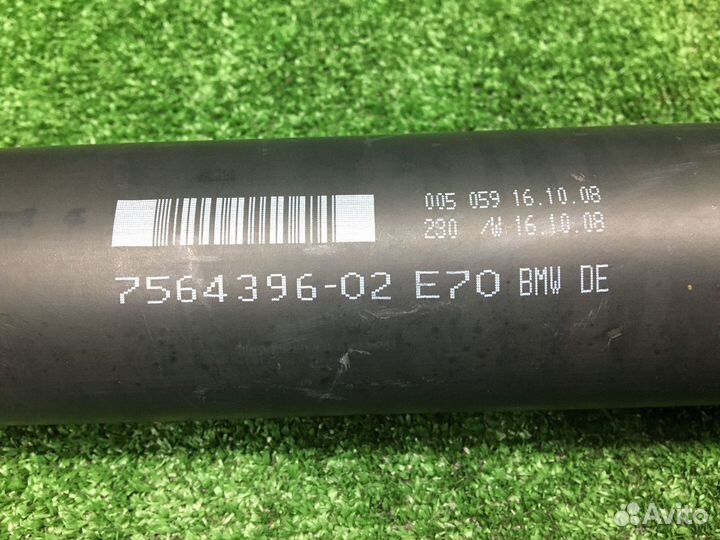 005 059 16.10.08
230 /W 16.10.08
7564396-02 E70 BMW DE
Avito